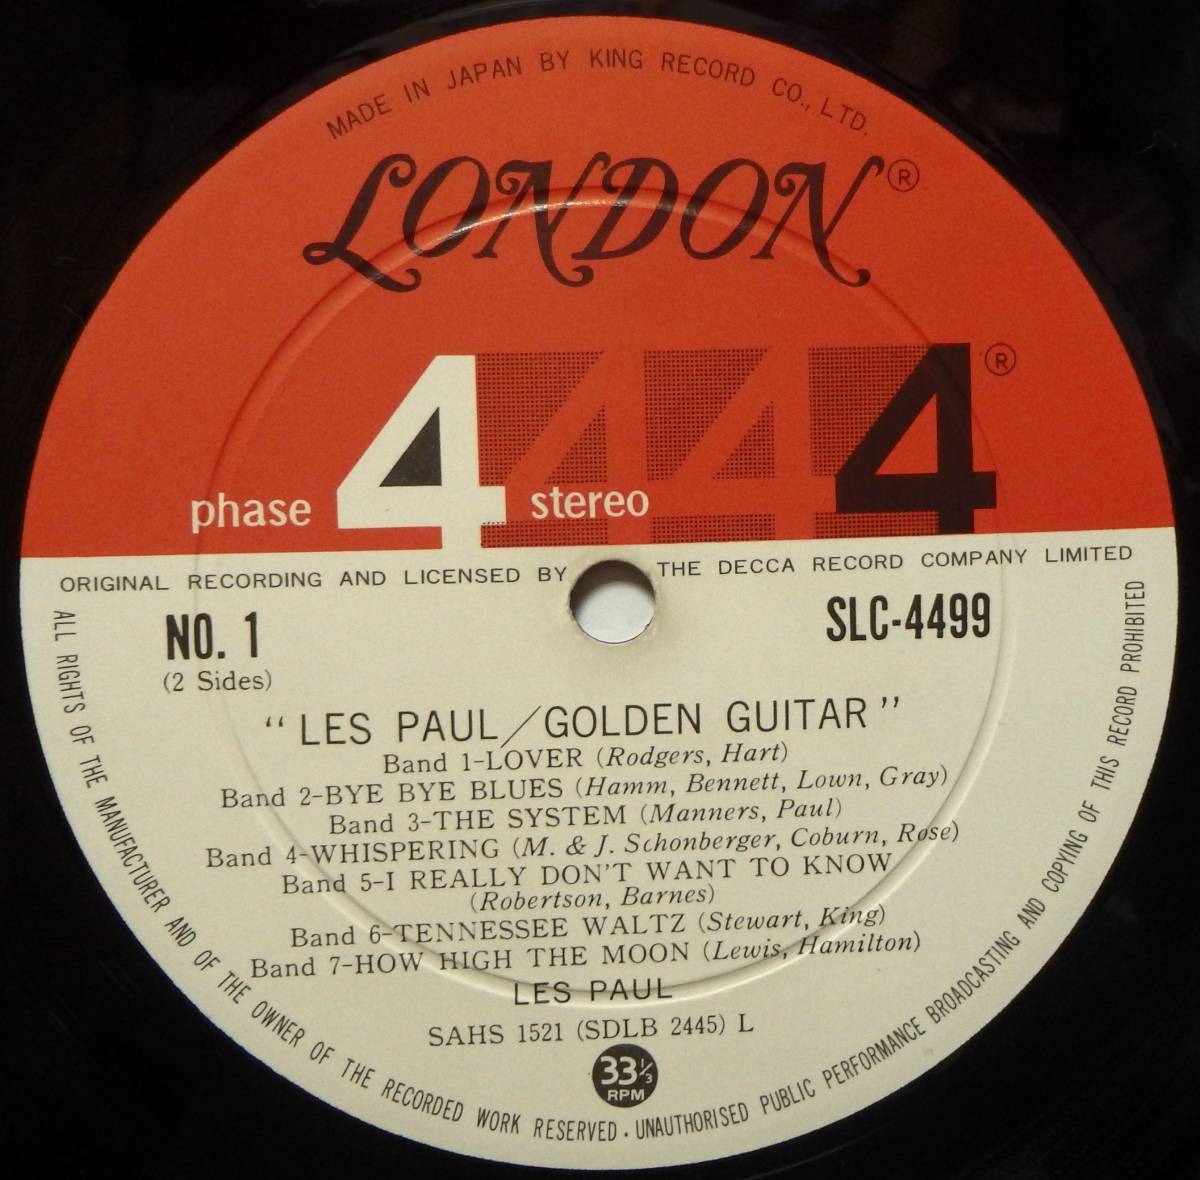 MADE IN JAPAN BY KING RECORD CO., LTD.
LONDON®
phase 4 stereo 4 4 4®
ORIGINAL RECORDING AND LICENSED BY THE DECCA RECORD COMPANY LIMITED
NO. 1
SLC-4499
(2 Sides)
"LES PAUL/GOLDEN GUITAR"
Band 1-LOVER (Rodgers, Hart)
Band 2-BYE BYE BLUES (Hamm, Bennett, Lown, Gray)
Band 3-THE SYSTEM (Manners, Paul)
Band 4-WHISPERING (M. & J. Schonberger, Coburn, Rose)
Band 5-I REALLY DON'T WANT TO KNOW
(Robertson, Barnes)
Band 6-TENNESSEE WALTZ (Stewart, King)
Band 7-HOW HIGH THE MOON (Lewis, Hamilton)
LES PAUL
SAHS 1521 (SDLB 2445) L
33⅓
RPM
ALL RIGHTS OF THE MANUFACTURER AND OF THE OWNER OF THE RECORDED WORK RESERVED. UNAUTHORISED PUBLIC PERFORMANCE BROADCASTING AND COPYING OF THIS RECORD PROHIBITED